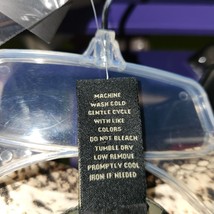 MACHINE
WASH COLD
GENTLE CYCLE
WITH LIKE
COLORS
DO NOT BLEACH
TUMBLE DRY
LOW REMOVE
PROMPTLY COOL
IRON IF NEEDED